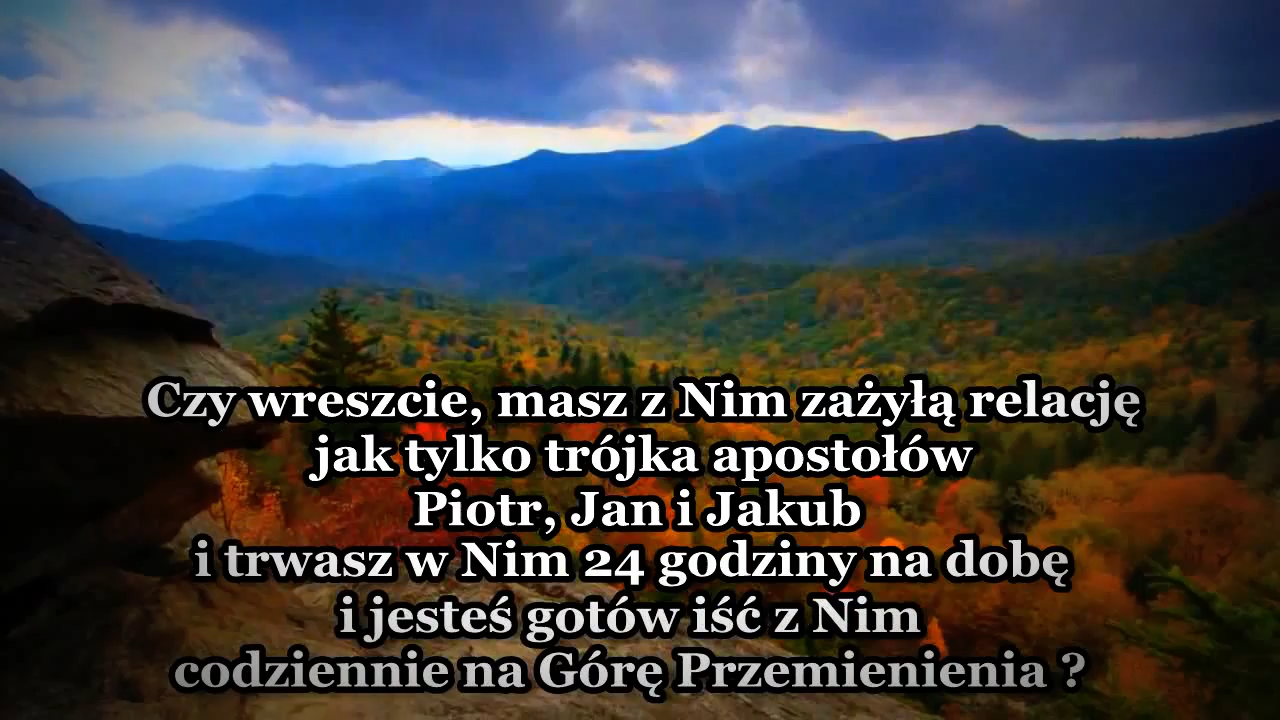 Czy wreszcie, masz z Nim zażyłą relację
jak tylko trójka apostołów
Piotr, Jan i Jakub
i trwasz w Nim 24 godziny na dobę
i jesteś gotów iść z Nim
codziennie na Górę Przemienienia ?